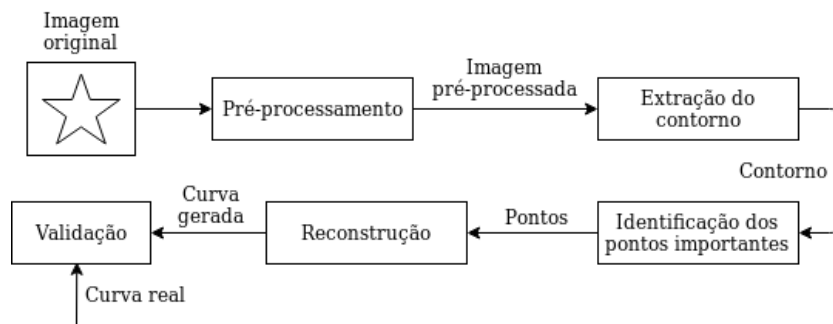 Imagem
original
Pré-processamento
Imagem
pré-processada
Extração do
contorno
Contorno
Identificação dos
pontos importantes
Pontos
Reconstrução
Curva
gerada
Validação
Curva real